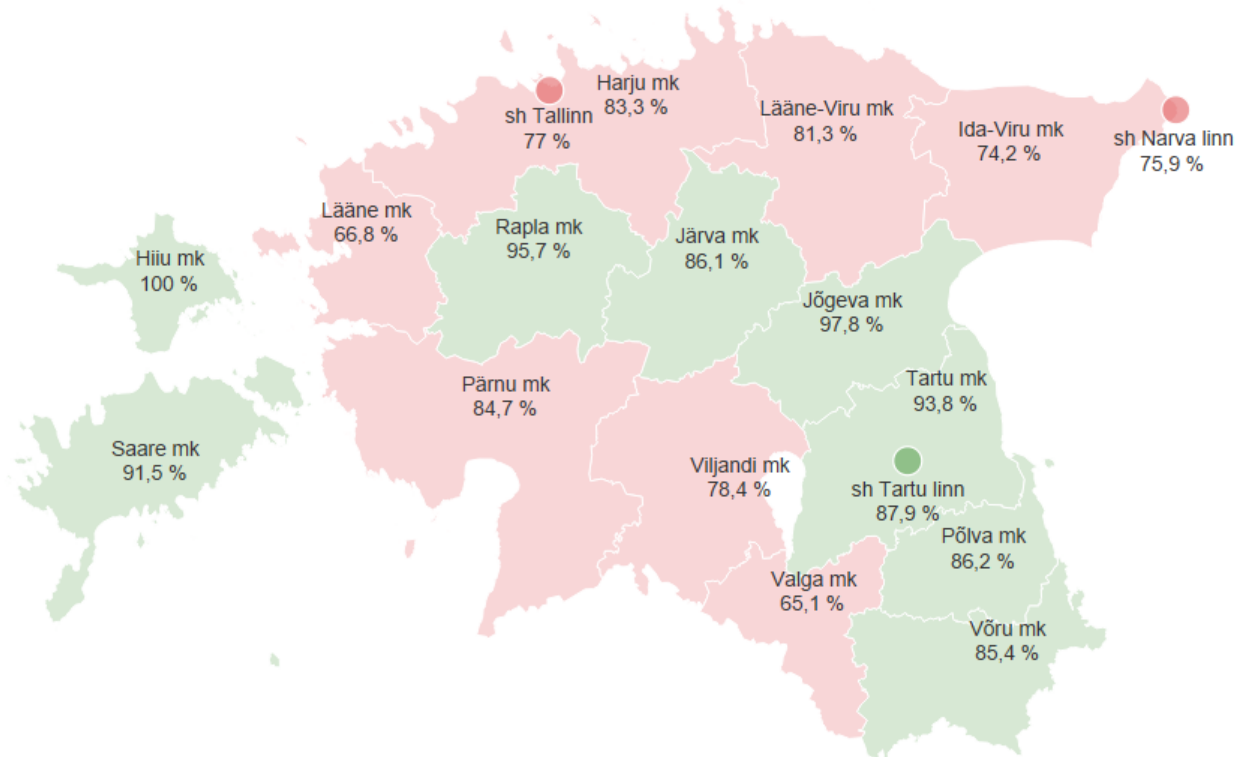 Harju mk
83,3 %
sh Tallinn
77 %
Lääne-Viru mk
81,3 %
Ida-Viru mk
74,2 %
sh Narva linn
75,9 %
Lääne mk
66,8 %
Rapla mk
95,7 %
Järva mk
86,1 %
Hiiu mk
100 %
Jõgeva mk
97,8 %
Pärnu mk
84,7 %
Tartu mk
93,8 %
Saare mk
91,5 %
Viljandi mk
78,4 %
sh Tartu linn
87,9 %
Põlva mk
86,2 %
Valga mk
65,1 %
Võru mk
85,4 %